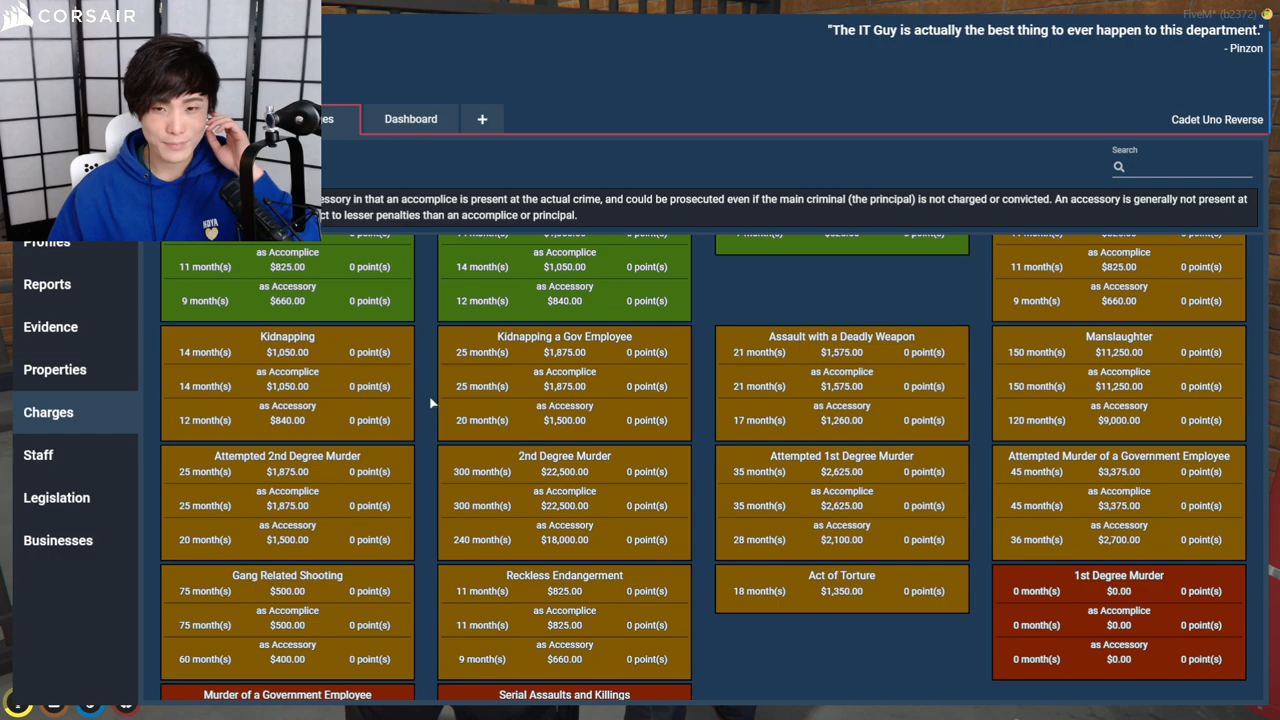 CORSAIR
FiveM* (b2372)
"The IT Guy is actually the best thing to ever happen to this department."
- Pinzon
Dashboard
+
Cadet Uno Reverse
Search
in that an accomplice is present at the actual crime, and could be prosecuted even if the main criminal (the principal) is not charged or convicted. An accessory is generally not present at
to lesser penalties than an accomplice or principal.
Profiles
Reports
Evidence
Properties
Charges
Staff
Legislation
Businesses
as Accomplice
11 month(s) $825.00 0 point(s)
as Accessory
9 month(s) $660.00 0 point(s)
as Accomplice
14 month(s) $1,050.00 0 point(s)
as Accessory
12 month(s) $840.00 0 point(s)
11 month(s) $825.00 0 point(s)
as Accessory
9 month(s) $660.00 0 point(s)
Kidnapping
14 month(s) $1,050.00 0 point(s)
as Accomplice
14 month(s) $1,050.00 0 point(s)
as Accessory
12 month(s) $840.00 0 point(s)
Kidnapping a Gov Employee
25 month(s) $1,875.00 0 point(s)
as Accomplice
25 month(s) $1,875.00 0 point(s)
as Accessory
20 month(s) $1,500.00 0 point(s)
Assault with a Deadly Weapon
21 month(s) $1,575.00 0 point(s)
as Accomplice
21 month(s) $1,575.00 0 point(s)
as Accessory
17 month(s) $1,260.00 0 point(s)
Manslaughter
150 month(s) $11,250.00 0 point(s)
as Accomplice
150 month(s) $11,250.00 0 point(s)
as Accessory
120 month(s) $9,000.00 0 point(s)
Attempted 2nd Degree Murder
25 month(s) $1,875.00 0 point(s)
as Accomplice
25 month(s) $1,875.00 0 point(s)
as Accessory
20 month(s) $1,500.00 0 point(s)
2nd Degree Murder
300 month(s) $22,500.00 0 point(s)
as Accomplice
300 month(s) $22,500.00 0 point(s)
as Accessory
240 month(s) $18,000.00 0 point(s)
Attempted 1st Degree Murder
35 month(s) $2,625.00 0 point(s)
as Accomplice
35 month(s) $2,625.00 0 point(s)
as Accessory
28 month(s) $2,100.00 0 point(s)
Attempted Murder of a Government Employee
45 month(s) $3,375.00 0 point(s)
as Accomplice
45 month(s) $3,375.00 0 point(s)
as Accessory
36 month(s) $2,700.00 0 point(s)
Gang Related Shooting
75 month(s) $500.00 0 point(s)
as Accomplice
75 month(s) $500.00 0 point(s)
as Accessory
60 month(s) $400.00 0 point(s)
Reckless Endangerment
11 month(s) $825.00 0 point(s)
as Accomplice
11 month(s) $825.00 0 point(s)
as Accessory
9 month(s) $660.00 0 point(s)
Act of Torture
18 month(s) $1,350.00 0 point(s)
1st Degree Murder
0 month(s) $0.00 0 point(s)
as Accomplice
0 month(s) $0.00 0 point(s)
as Accessory
0 month(s) $0.00 0 point(s)
Murder of a Government Employee
Serial Assaults and Killings